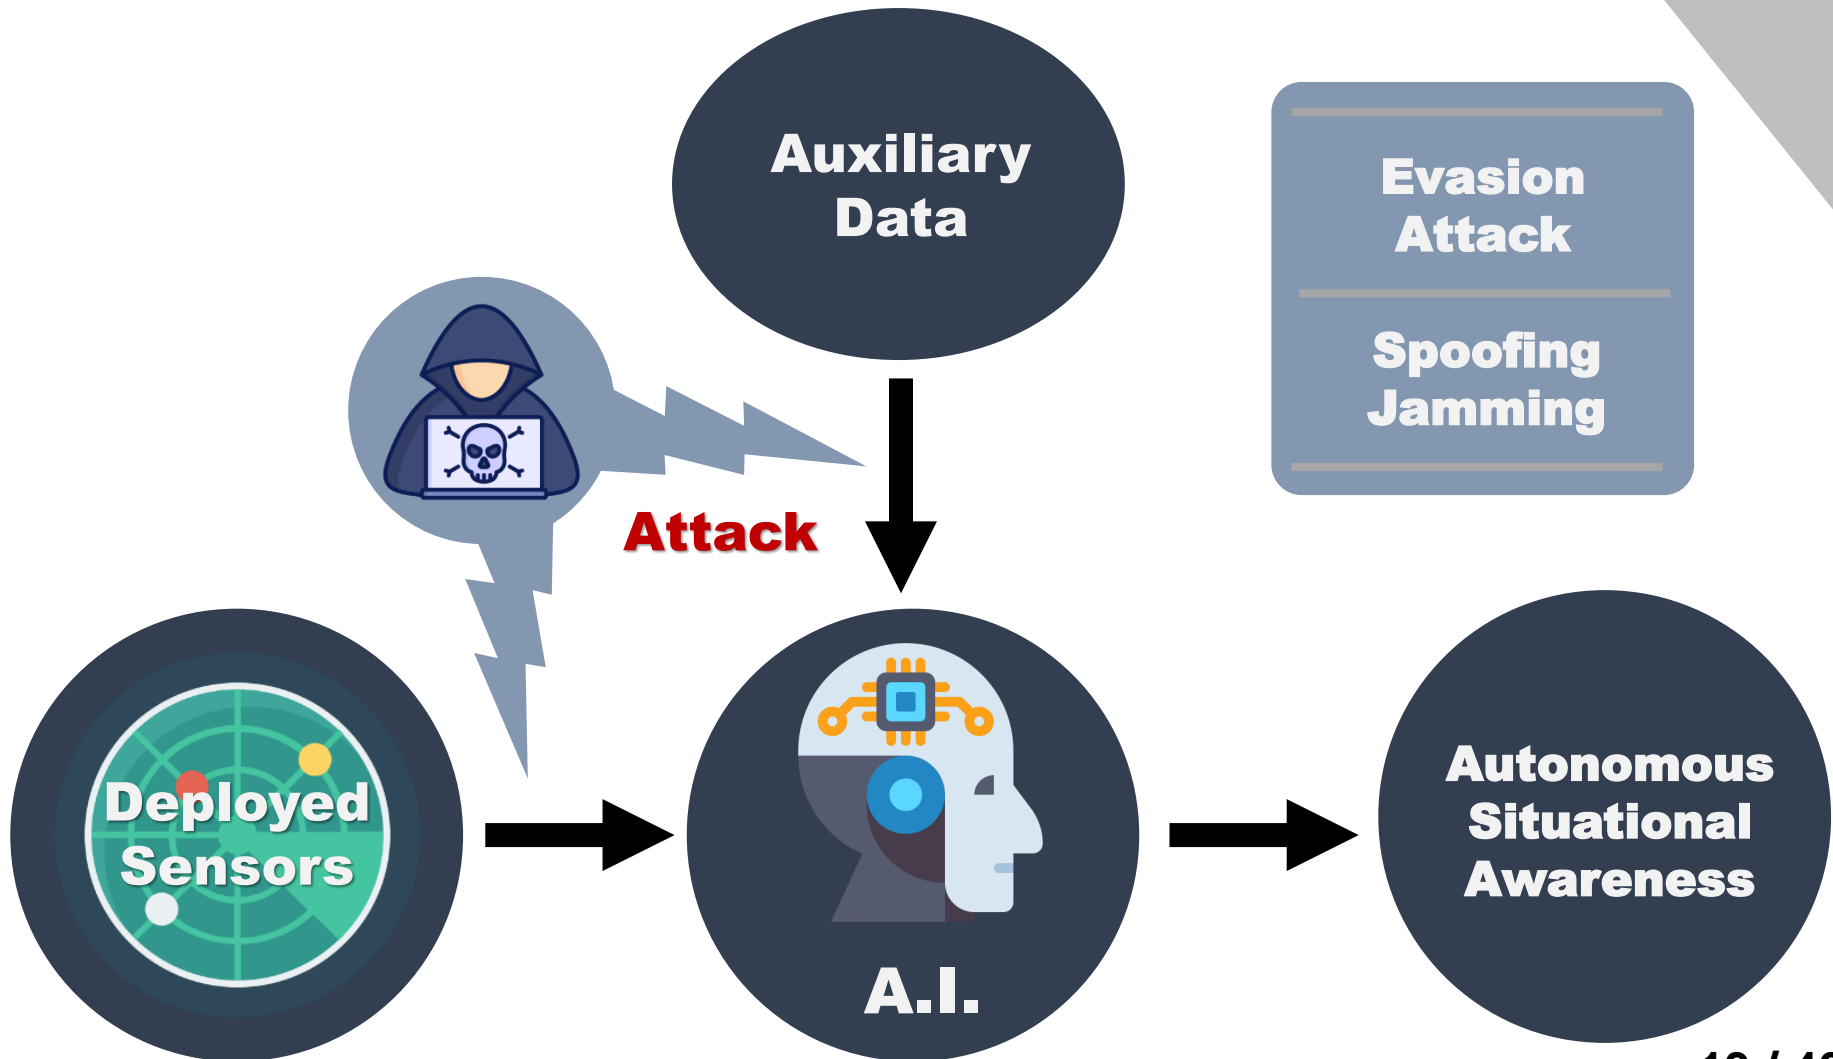 Auxiliary
Data
Evasion
Attack
Spoofing
Jamming
Attack
Deployed
Sensors
A.I.
Autonomous
Situational
Awareness